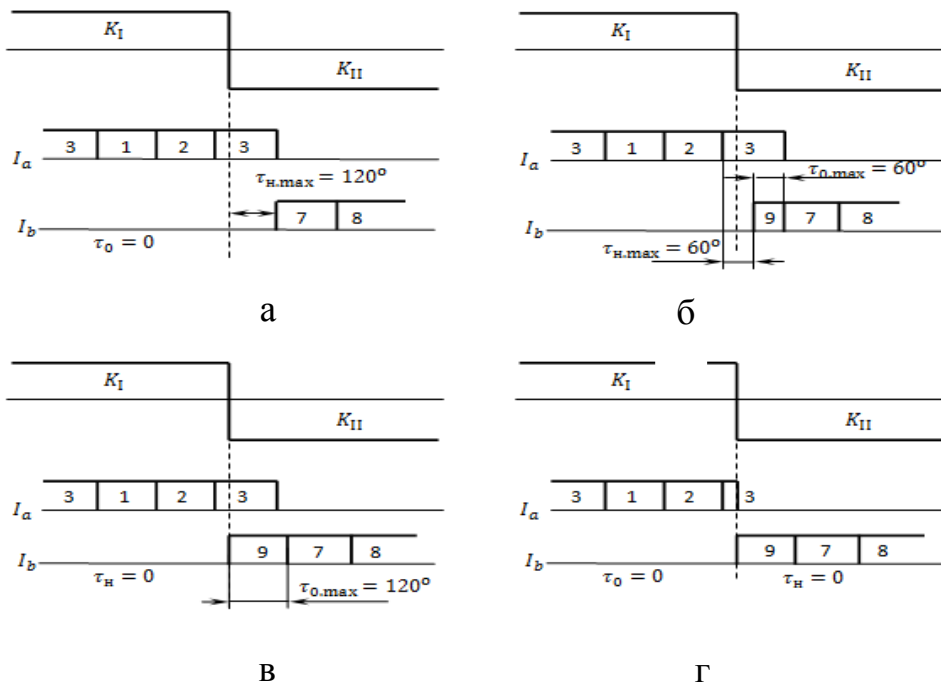 K_I
K_II
I_a 3 1 2 3
τ_н.max = 120°
I_b 7 8
τ_0 = 0
а
K_I
K_II
I_a 3 1 2 3
τ_0.max = 60°
I_b 9 7 8
τ_н.max = 60°
б
K_I
K_II
I_a 3 1 2 3
I_b 9 7 8
τ_н = 0
τ_0.max = 120°
в
K_I
K_II
I_a 3 1 2 3
I_b 9 7 8
τ_0 = 0 τ_н = 0
г